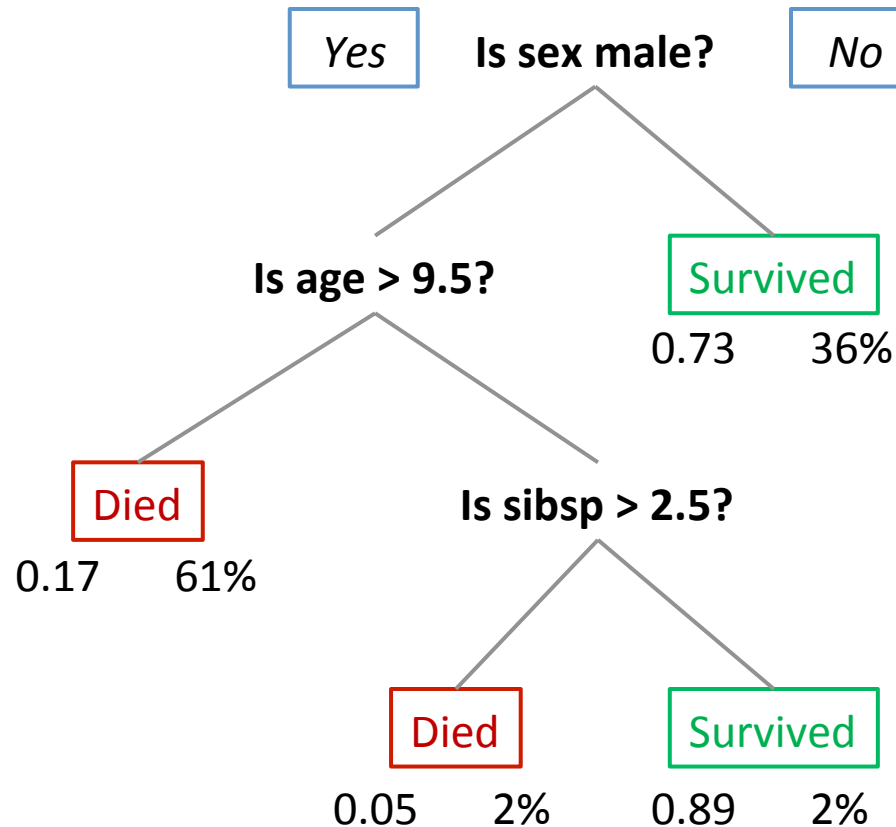 Yes Is sex male? No
Is age > 9.5? Survived
0.73 36%
Died Is sibsp > 2.5?
0.17 61%
Died Survived
0.05 2% 0.89 2%